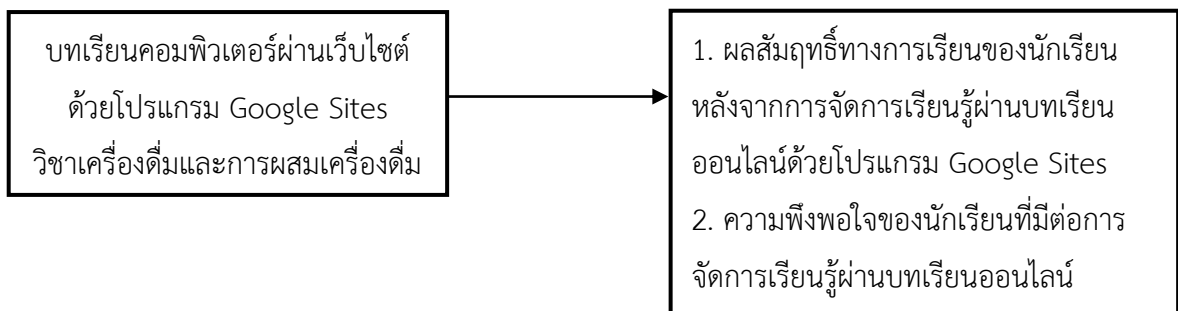 บทเรียนคอมพิวเตอร์ผ่านเว็บไซต์
ด้วยโปรแกรม Google Sites
วิชาเครื่องดื่มและการผสมเครื่องดื่ม
1. ผลสัมฤทธิ์ทางการเรียนของนักเรียน
หลังจากการจัดการเรียนรู้ผ่านบทเรียน
ออนไลน์ด้วยโปรแกรม Google Sites
2. ความพึงพอใจของนักเรียนที่มีต่อการ
จัดการเรียนรู้ผ่านบทเรียนออนไลน์